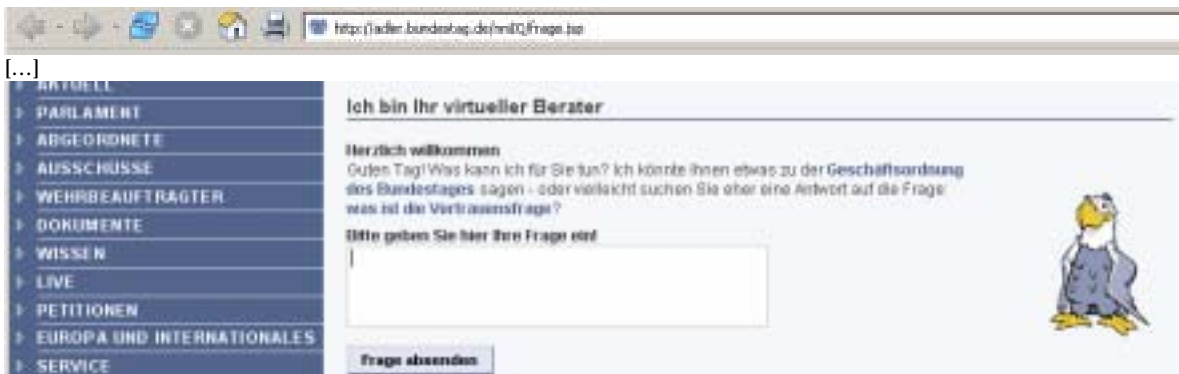 http://adler.bundestag.de/mdIQ/frage.jsp
[…]
AKTUELL
PARLAMENT
ABGEORDNETE
AUSSCHÜSSE
WEHRBEAUFTRAGTER
DOKUMENTE
WISSEN
LIVE
PETITIONEN
EUROPA UND INTERNATIONALES
SERVICE
Ich bin Ihr virtueller Berater
Herzlich willkommen
Guten Tag! Was kann ich für Sie tun? Ich könnte Ihnen etwas zu der Geschäftsordnung
des Bundestages sagen - oder vielleicht suchen Sie eher eine Antwort auf die Frage
was ist die Vertrauensfrage?
Bitte geben Sie hier Ihre Frage ein!
Frage absenden